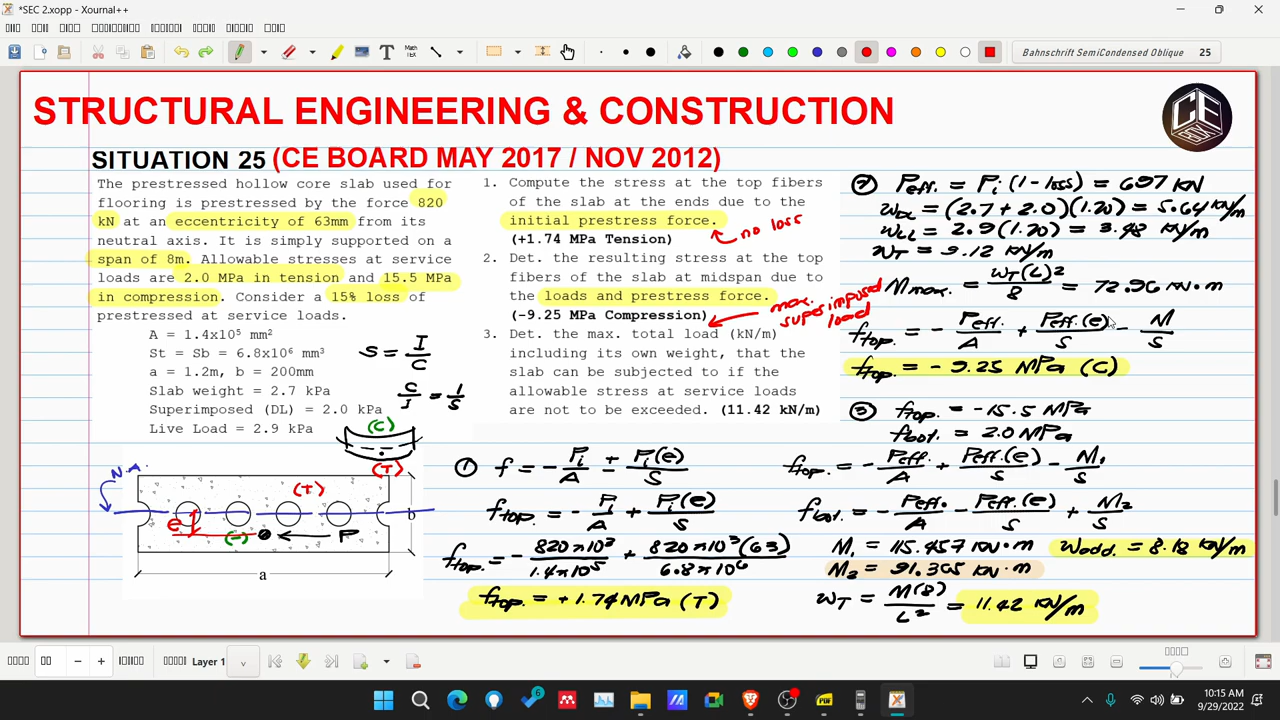 *SEC 2.xopp - Xournal++
Bahnschrift SemiCondensed Oblique 25
STRUCTURAL ENGINEERING & CONSTRUCTION
SITUATION 25 (CE BOARD MAY 2017 / NOV 2012)
The prestressed hollow core slab used for
flooring is prestressed by the force 820
kN at an eccentricity of 63mm from its
neutral axis. It is simply supported on a
span of 8m. Allowable stresses at service
loads are 2.0 MPa in tension and 15.5 MPa
in compression. Consider a 15% loss of
prestressed at service loads.
A = 1.4x10⁵ mm²
St = Sb = 6.8x10⁶ mm³
a = 1.2m, b = 200mm
Slab weight = 2.7 kPa
Superimposed (DL) = 2.0 kPa
Live Load = 2.9 kPa
S = I/C
C/I = 1/S
(C)
(T)
N.A.
(T)
e
(-)
P
b
a
1. Compute the stress at the top fibers
of the slab at the ends due to the
initial prestress force.
(+1.74 MPa Tension)
no loss
2. Det. the resulting stress at the top
fibers of the slab at midspan due to
the loads and prestress force.
(-9.25 MPa Compression)
max.
superimposed
load
3. Det. the max. total load (kN/m)
including its own weight, that the
slab can be subjected to if the
allowable stress at service loads
are not to be exceeded. (11.42 kN/m)
① f = - Pi/A ± Pi(e)/S
ftop. = - Pi/A + Pi(e)/S
ftop. = - 820x10³/1.4x10⁵ + 820x10³(63)/6.8x10⁶
ftop. = +1.74 MPa (T)
② Peff. = Pi (1-loss) = 697 kN
wDL = (2.7 + 2.0)(1.20) = 5.64 kN/m
wLL = 2.9(1.20) = 3.48 kN/m
wT = 9.12 kN/m
Mmax. = wT(L)²/8 = 72.96 kN·m
ftop. = - Peff./A + Peff.(e)/S - M/S
ftop. = - 9.25 MPa (C)
③ ftop. = -15.5 MPa
fbot. = 2.0 MPa
ftop. = - Peff./A + Peff.(e)/S - M1/S
fbot. = - Peff./A - Peff.(e)/S + M2/S
M1 = 115.457 kN·m
wadd. = 8.18 kN/m
M2 = 91.365 kN·m
wT = M(8)/L² = 11.42 kN/m
Layer 1
6
10:15 AM
9/29/2022